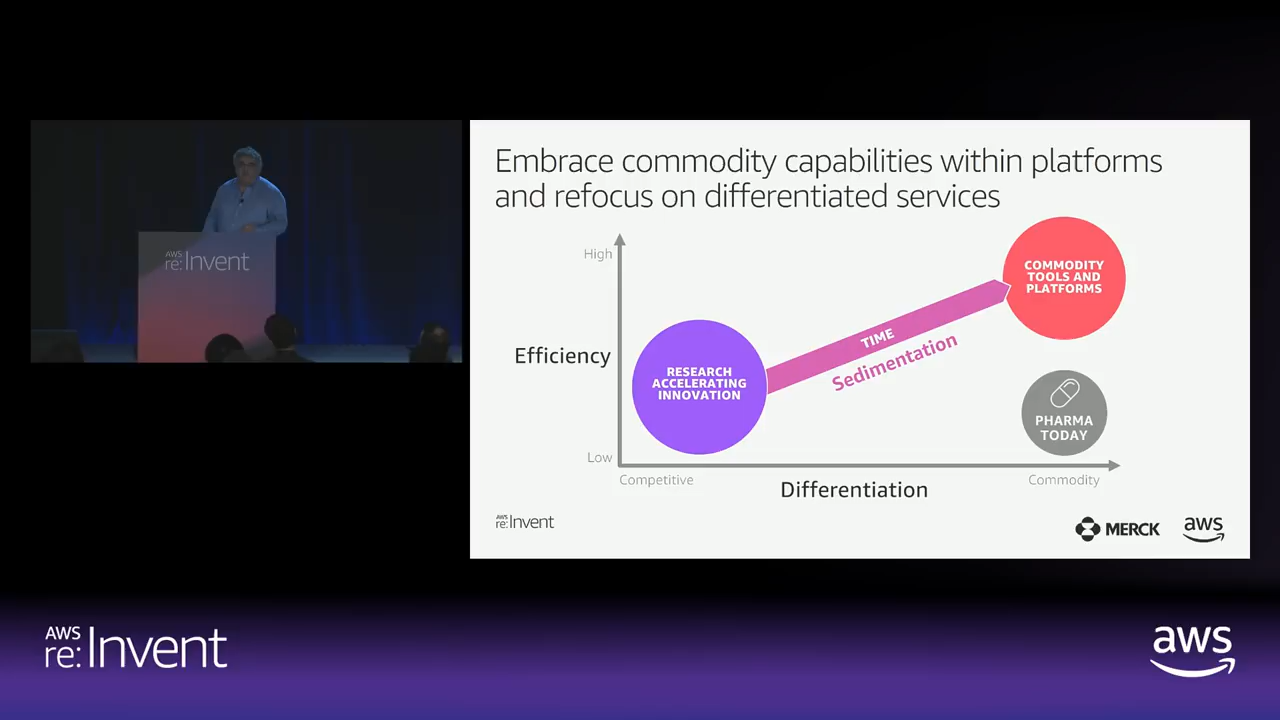 AWS
re:Invent
Embrace commodity capabilities within platforms
and refocus on differentiated services
High
Efficiency
Low
RESEARCH
ACCELERATING
INNOVATION
TIME
Sedimentation
COMMODITY
TOOLS AND
PLATFORMS
PHARMA
TODAY
Competitive
Differentiation
Commodity
AWS
re:Invent
MERCK
aws
AWS
re:Invent
aws